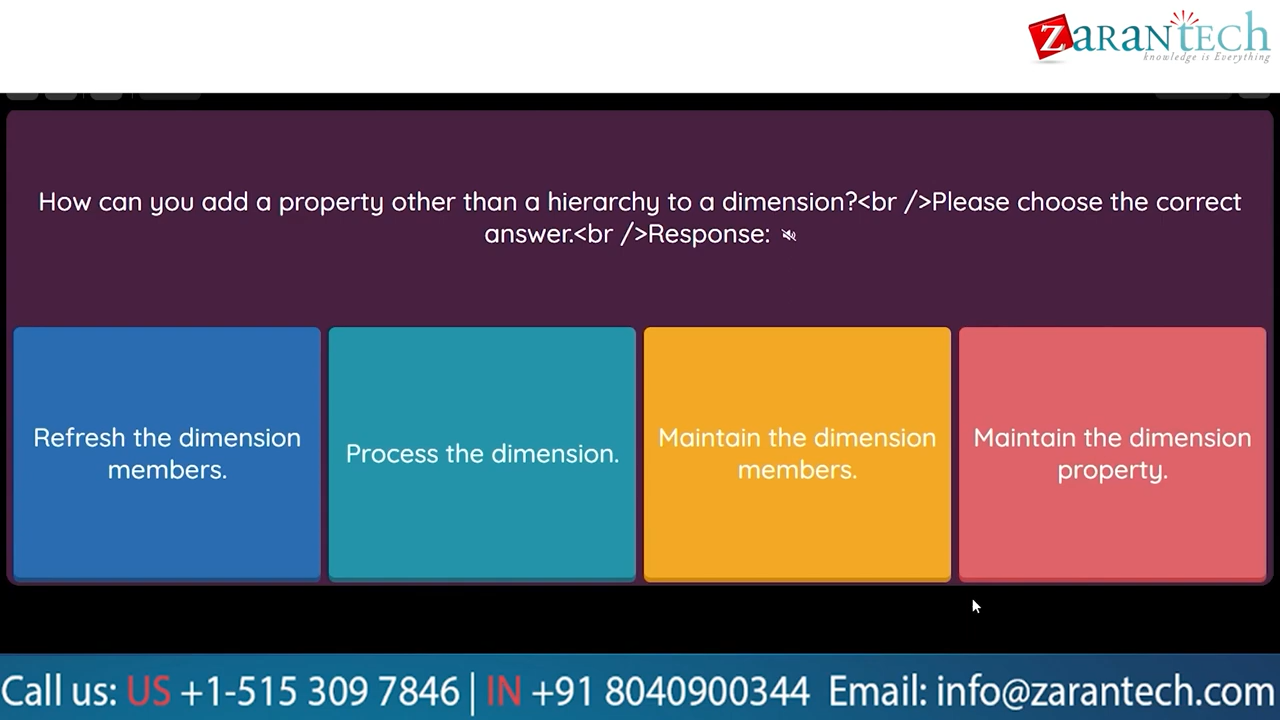 ZARANTECH
knowledge is Everything
How can you add a property other than a hierarchy to a dimension?<br />Please choose the correct
answer.<br />Response:
Refresh the dimension
members.
Process the dimension.
Maintain the dimension
members.
Maintain the dimension
property.
Call us: US +1-515 309 7846 | IN +91 8040900344 Email: info@zarantech.com